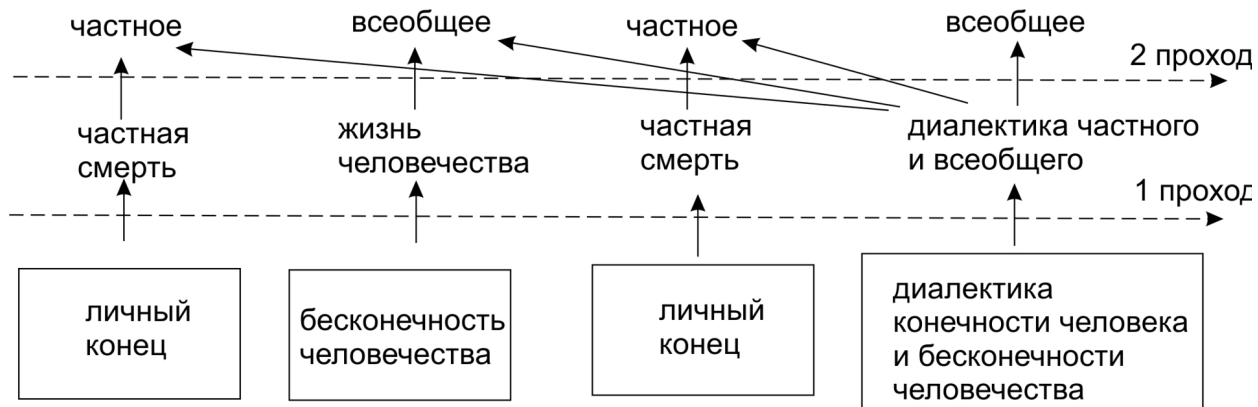 частное
всеобщее
частное
всеобщее
2 проход
частная
смерть
жизнь
человечества
частная
смерть
диалектика частного
и всеобщего
1 проход
личный
конец
бесконечность
человечества
личный
конец
диалектика
конечности человека
и бесконечности
человечества